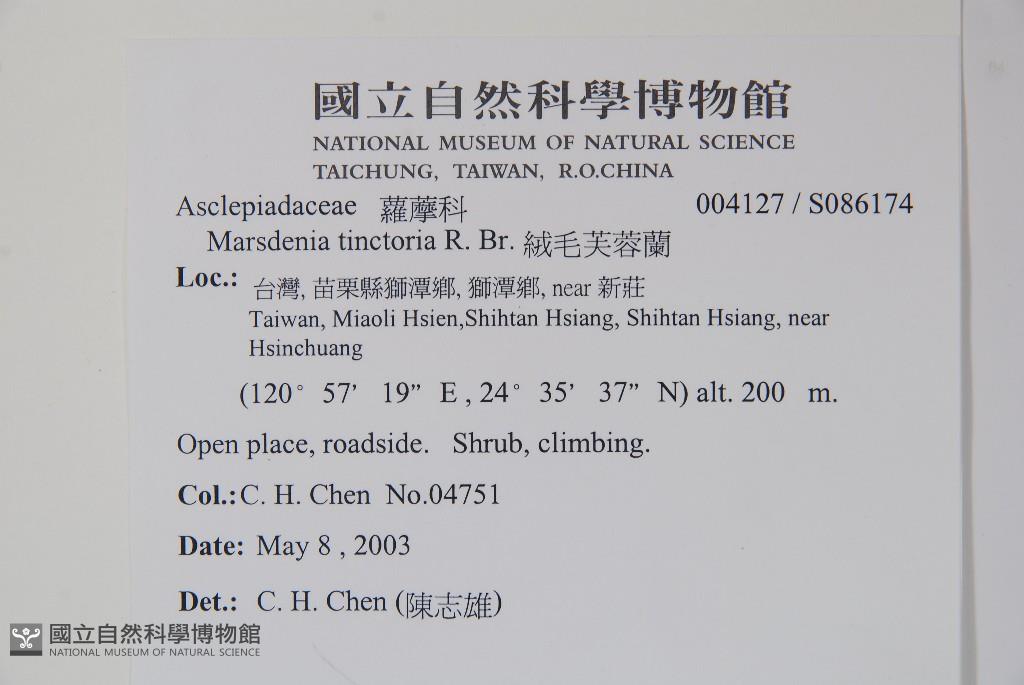 國立自然科學博物館
NATIONAL MUSEUM OF NATURAL SCIENCE
TAICHUNG, TAIWAN, R.O.CHINA
Asclepiadaceae 蘿藦科 004127 / S086174
Marsdenia tinctoria R. Br. 絨毛芙蓉蘭
Loc.: 台灣, 苗栗縣獅潭鄉, 獅潭鄉, near 新莊
Taiwan, Miaoli Hsien,Shihtan Hsiang, Shihtan Hsiang, near
Hsinchuang
(120° 57’ 19” E , 24° 35’ 37” N) alt. 200 m.
Open place, roadside. Shrub, climbing.
Col.: C. H. Chen No.04751
Date: May 8 , 2003
Det.: C. H. Chen (陳志雄)
國立自然科學博物館
NATIONAL MUSEUM OF NATURAL SCIENCE